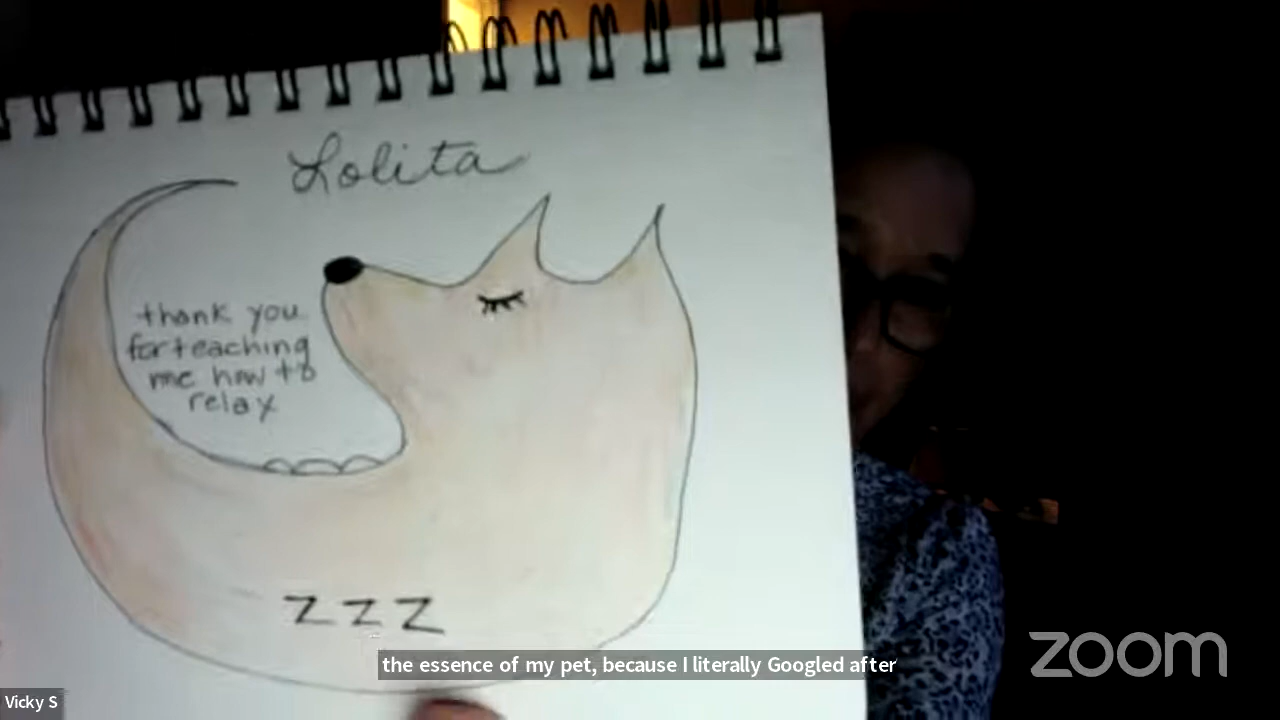 Lolita
thank you
for teaching
me how to
relax
zzz
the essence of my pet, because I literally Googled after
Vicky S
zoom